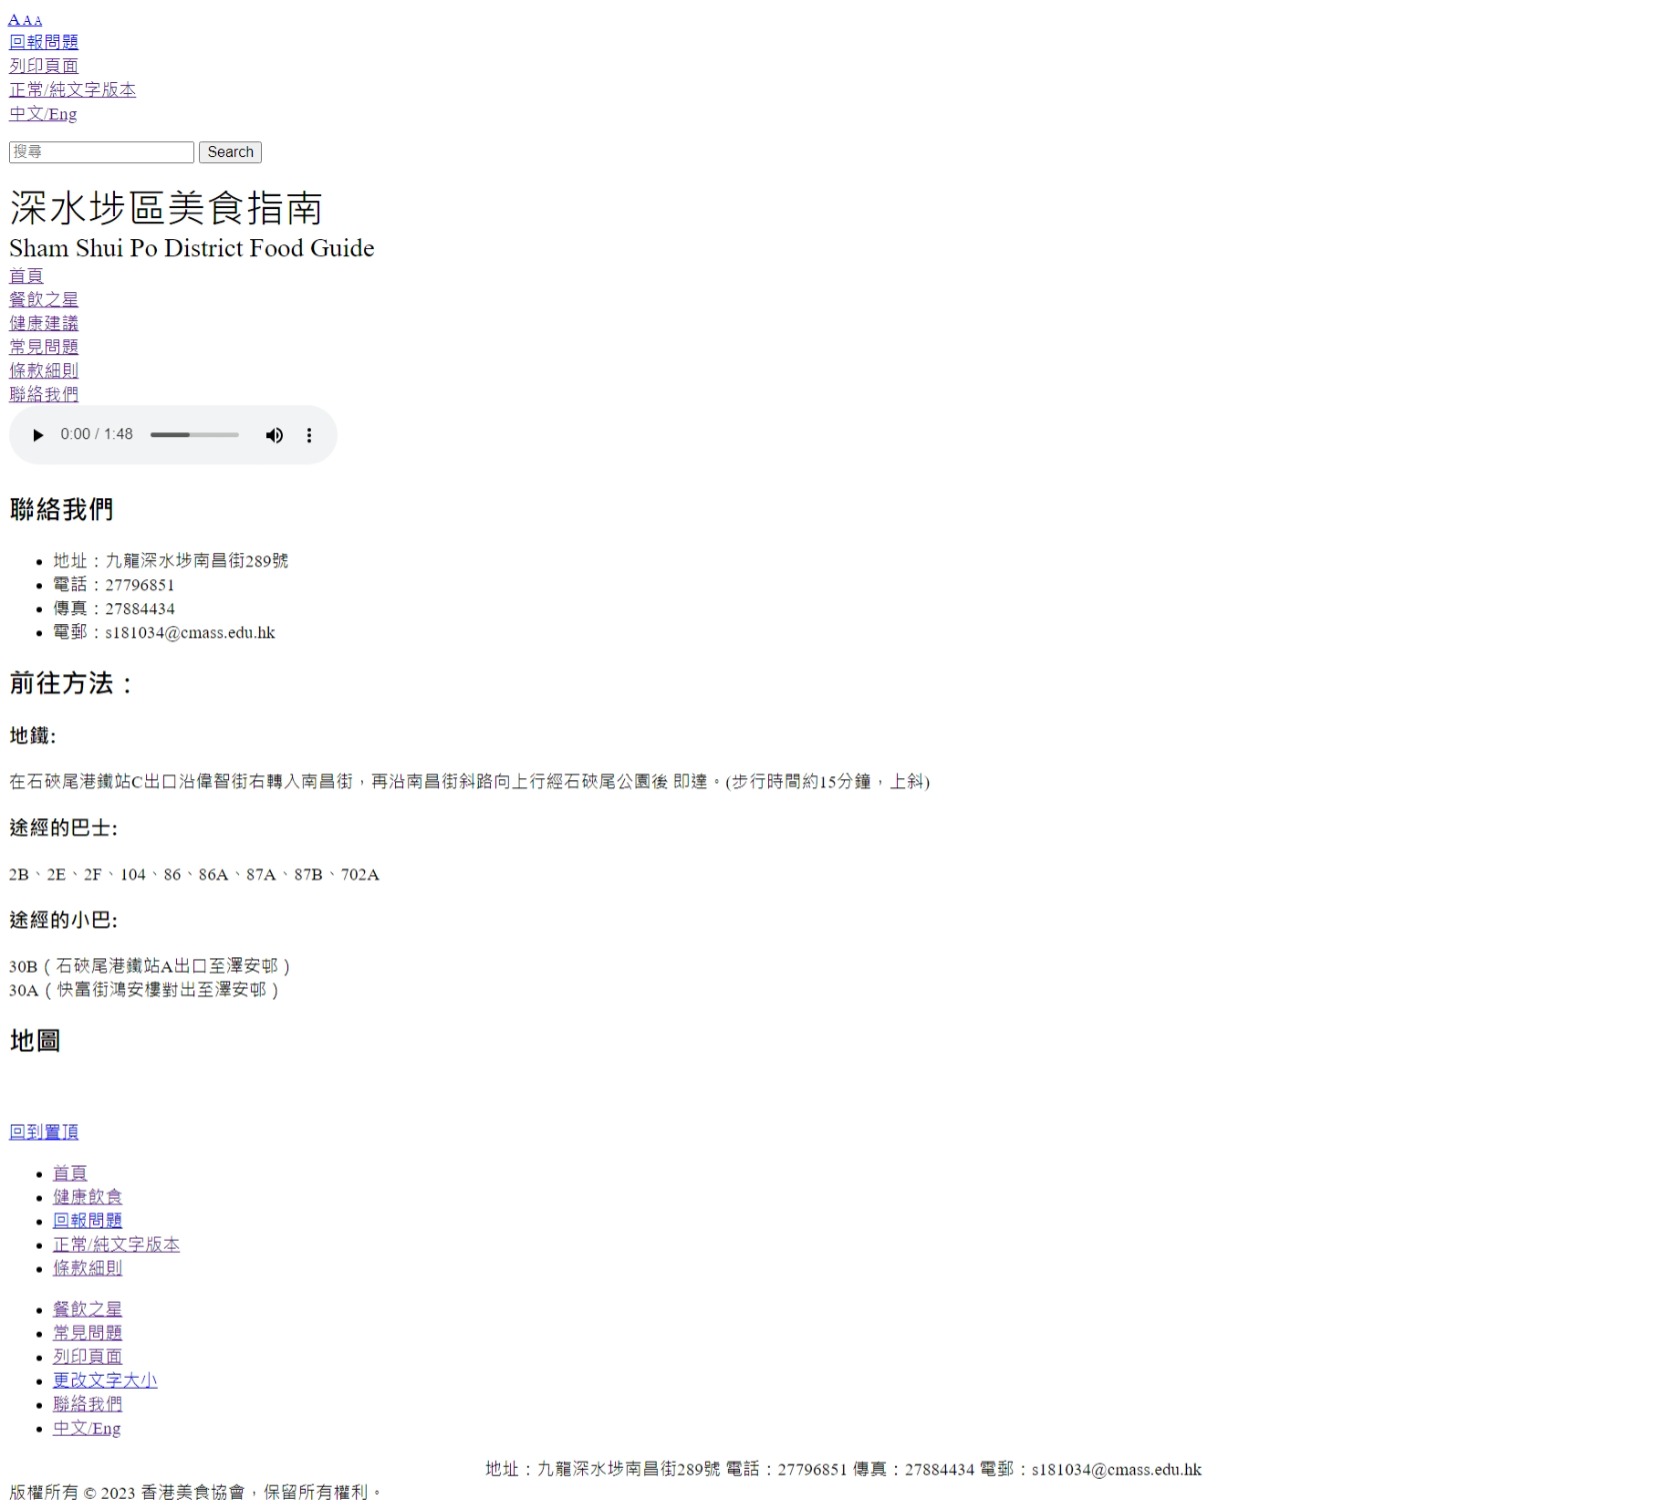 A A A
回報問題
列印頁面
正常/純文字版本
中文/Eng
搜尋 Search
深水埗區美食指南
Sham Shui Po District Food Guide
首頁
餐飲之星
健康建議
常見問題
條款細則
聯絡我們
0:00 / 1:48
聯絡我們
• 地址：九龍深水埗南昌街289號
• 電話：27796851
• 傳真：27884434
• 電郵：s181034@cmass.edu.hk
前往方法：
地鐵:
在石硤尾港鐵站C出口沿偉智街右轉入南昌街，再沿南昌街斜路向上行經石硤尾公園後 即達。(步行時間約15分鐘，上斜)
途經的巴士:
2B、2E、2F、104、86、86A、87A、87B、702A
途經的小巴:
30B ( 石硤尾港鐵站A出口至澤安邨 )
30A ( 快富街鴻安樓對出至澤安邨 )
地圖
回到置頂
• 首頁
• 健康飲食
• 回報問題
• 正常/純文字版本
• 條款細則
• 餐飲之星
• 常見問題
• 列印頁面
• 更改文字大小
• 聯絡我們
• 中文/Eng
地址：九龍深水埗南昌街289號 電話：27796851 傳真：27884434 電郵：s181034@cmass.edu.hk
版權所有 © 2023 香港美食協會，保留所有權利。